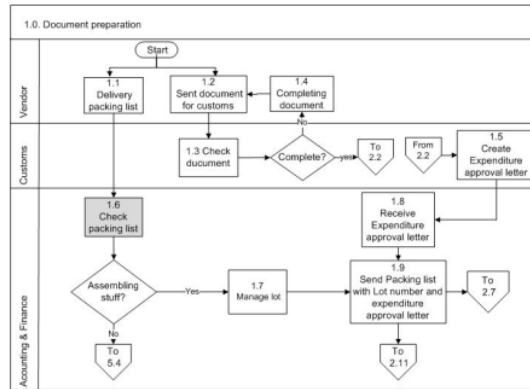 1.0. Document preparation
Vendor
Start
1.1
Delivery
packing list
1.2
Sent document
for customs
1.4
Completing
document
No
Customs
1.3 Check
ducument
Complete?
yes
To
2.2
From
2.2
1.5
Create
Expenditure
approval letter
Acounting & Finance
1.6
Check
packing list
1.8
Receive
Expenditure
approval letter
Assembling
stuff?
Yes
1.7
Manage lot
1.9
Send Packing list
with Lot number and
expenditure
approval letter
To
2.7
No
To
5.4
To
2.11